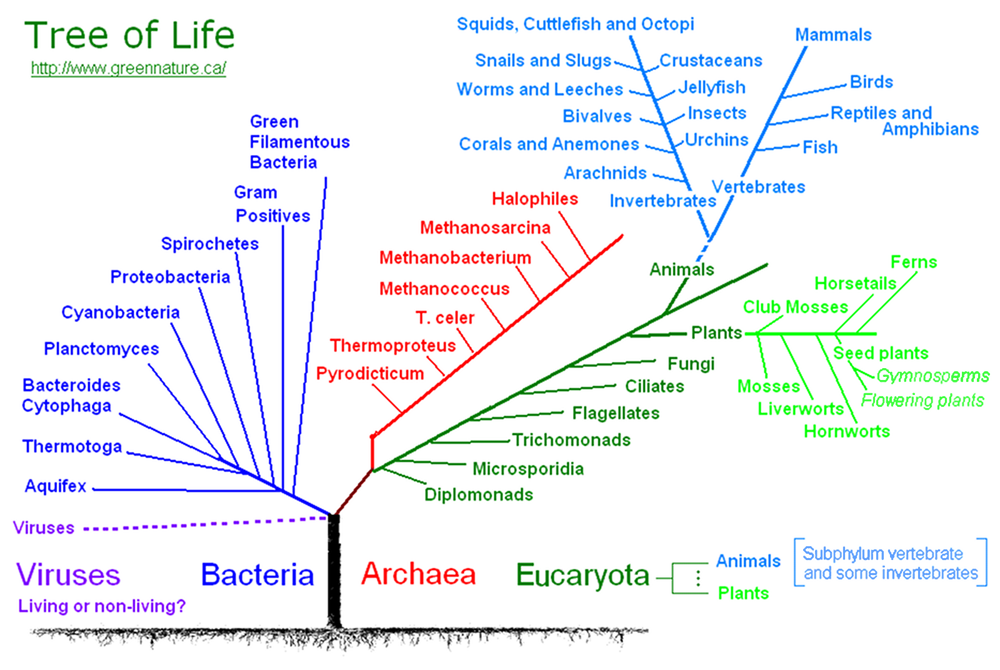 Tree of Life
http://www.greennature.ca/
Green
Filamentous
Bacteria
Gram
Positives
Spirochetes
Proteobacteria
Cyanobacteria
Planctomyces
Bacteroides
Cytophaga
Thermotoga
Aquifex
Viruses
Halophiles
Methanosarcina
Methanobacterium
Methanococcus
T. celer
Thermoproteus
Pyrodicticum
Squids, Cuttlefish and Octopi
Snails and Slugs
Crustaceans
Worms and Leeches
Jellyfish
Bivalves
Insects
Corals and Anemones
Urchins
Arachnids
Invertebrates
Mammals
Birds
Reptiles and
Amphibians
Fish
Vertebrates
Animals
Plants
Fungi
Ciliates
Flagellates
Trichomonads
Microsporidia
Diplomonads
Ferns
Horsetails
Club Mosses
Seed plants
Gymnosperms
Flowering plants
Mosses
Liverworts
Hornworts
Viruses
Living or non-living?
Bacteria
Archaea
Eucaryota
Animals
Plants
Subphylum vertebrate
and some invertebrates